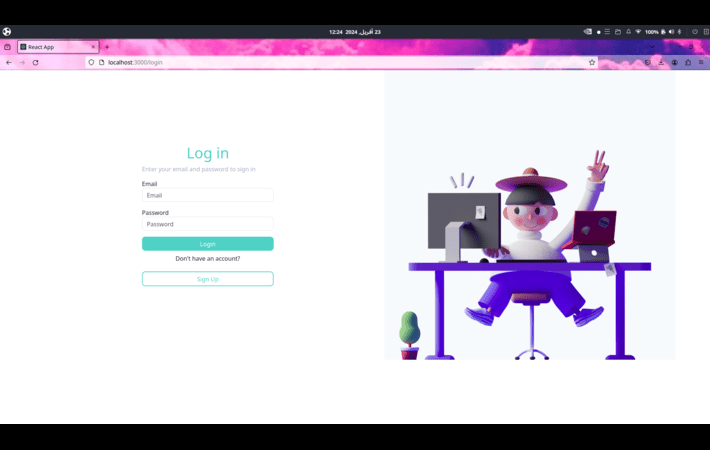 12:24 2024 ,أفريل 23
100%
React App
localhost:3000/login
Log in
Enter your email and password to sign in
Email
Email
Password
Password
Login
Don't have an account?
Sign Up